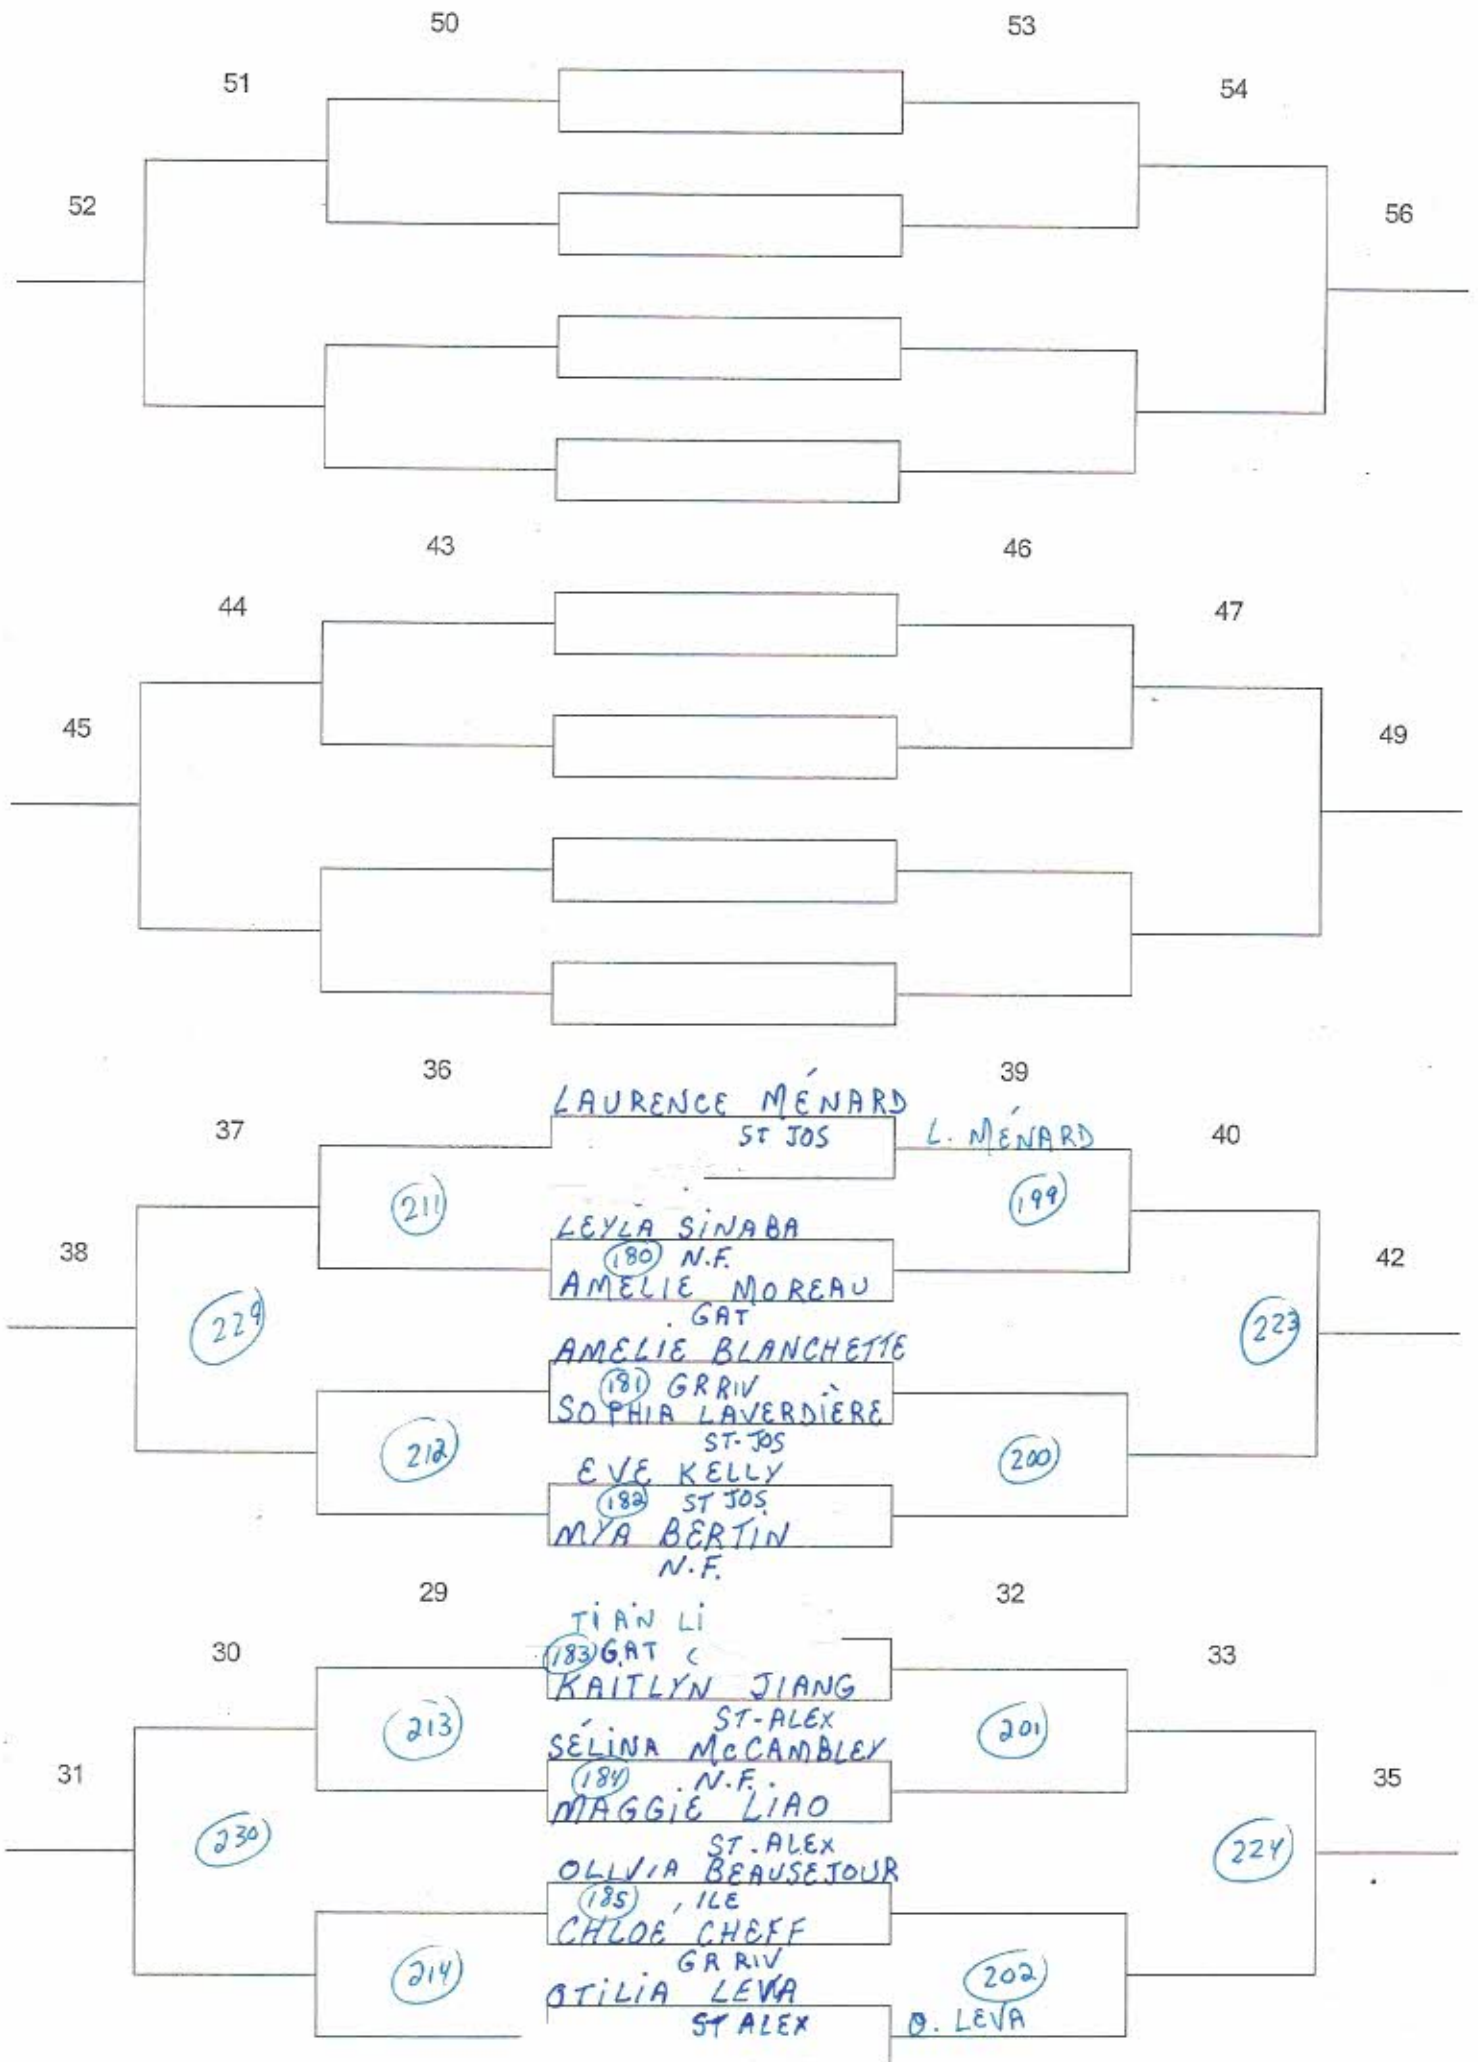 50
53
51
54
52
56
43
46
44
47
45
49
36
39
LAURENCE MÉNARD
37
ST JOS
L. MÉNARD
40
211
199
LEYLA SINABA
38
180 N.F.
42
AMELIE MOREAU
GAT
229
223
AMELIE BLANCHETTE
181 GRRIV
SOPHIA LAVERDIÈRE
ST-JOS
212
200
EVE KELLY
182 ST JOS
MYA BERTIN
N.F.
29
32
TIAN LI
30
183 GAT
33
KAITLYN JIANG
ST-ALEX
213
201
SÉLINA McCAMBLEY
31
184 N.F.
35
MAGGIE LIAO
230
224
ST. ALEX
OLLVIA BEAUSEJOUR
185 ILE
CHLOÉ CHEFF
GR RIV
214
202
OTILIA LEVA
ST ALEX
O. LEVA